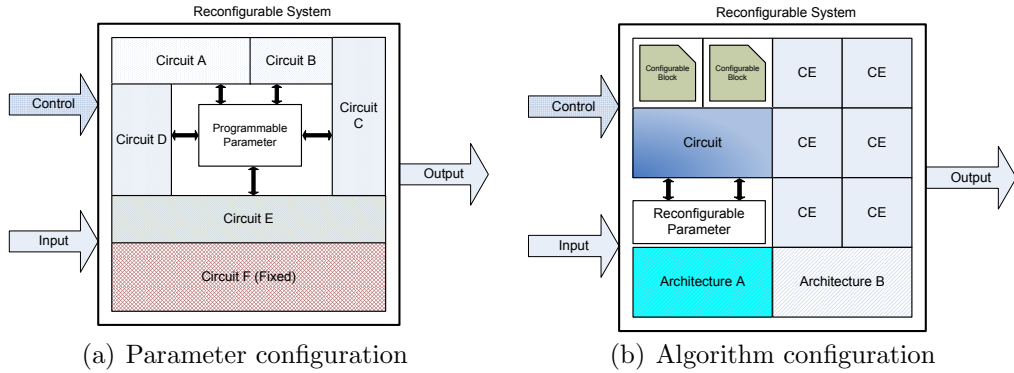 Reconfigurable System
Circuit A
Circuit B
Circuit
C
Circuit D
Programmable
Parameter
Control
Input
Output
Circuit E
Circuit F (Fixed)
(a) Parameter configuration
Reconfigurable System
Configurable
Block
Configurable
Block
CE
CE
Control
Circuit
CE
CE
Output
Reconfigurable
Parameter
CE
CE
Input
Architecture A
Architecture B
(b) Algorithm configuration